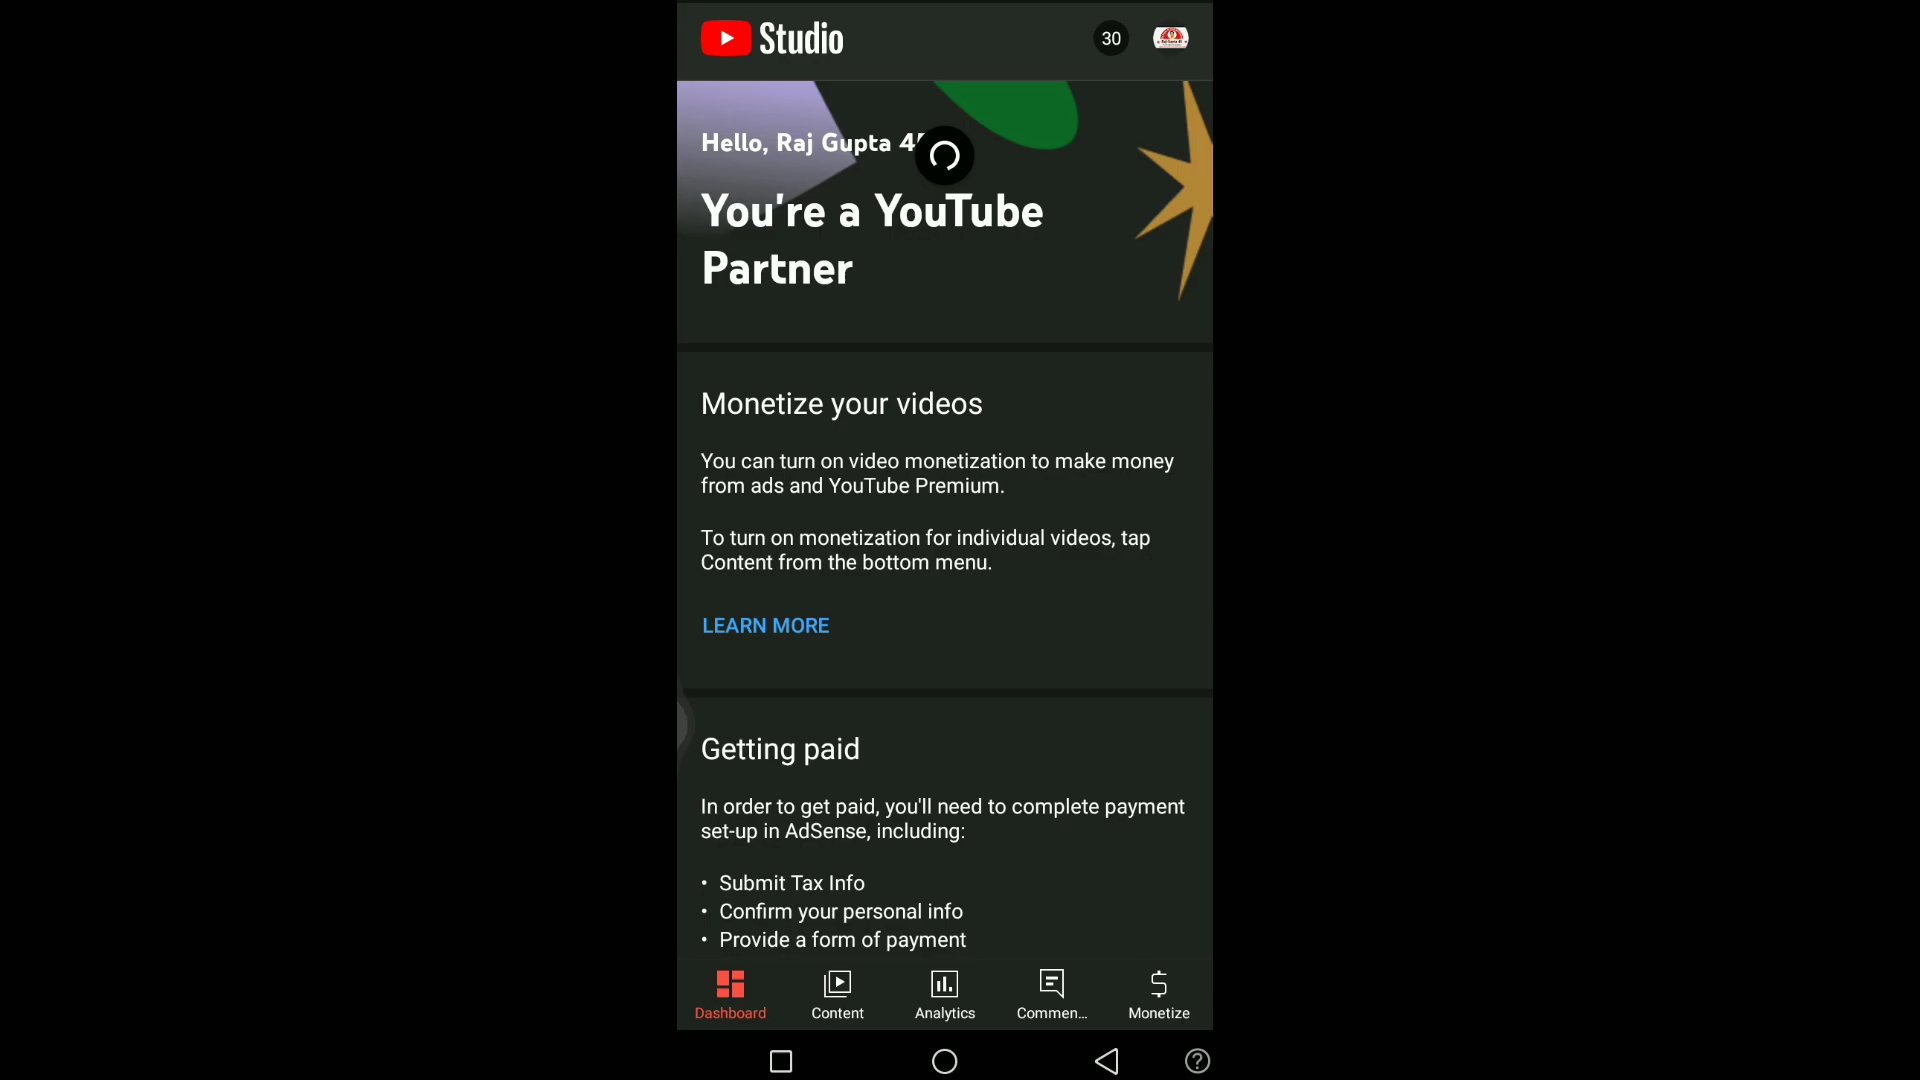 Studio
30
Hello, Raj Gupta
You're a YouTube
Partner
Monetize your videos
You can turn on video monetization to make money
from ads and YouTube Premium.
To turn on monetization for individual videos, tap
Content from the bottom menu.
LEARN MORE
Getting paid
In order to get paid, you'll need to complete payment
set-up in AdSense, including:
• Submit Tax Info
• Confirm your personal info
• Provide a form of payment
Dashboard
Content
Analytics
Commen...
Monetize